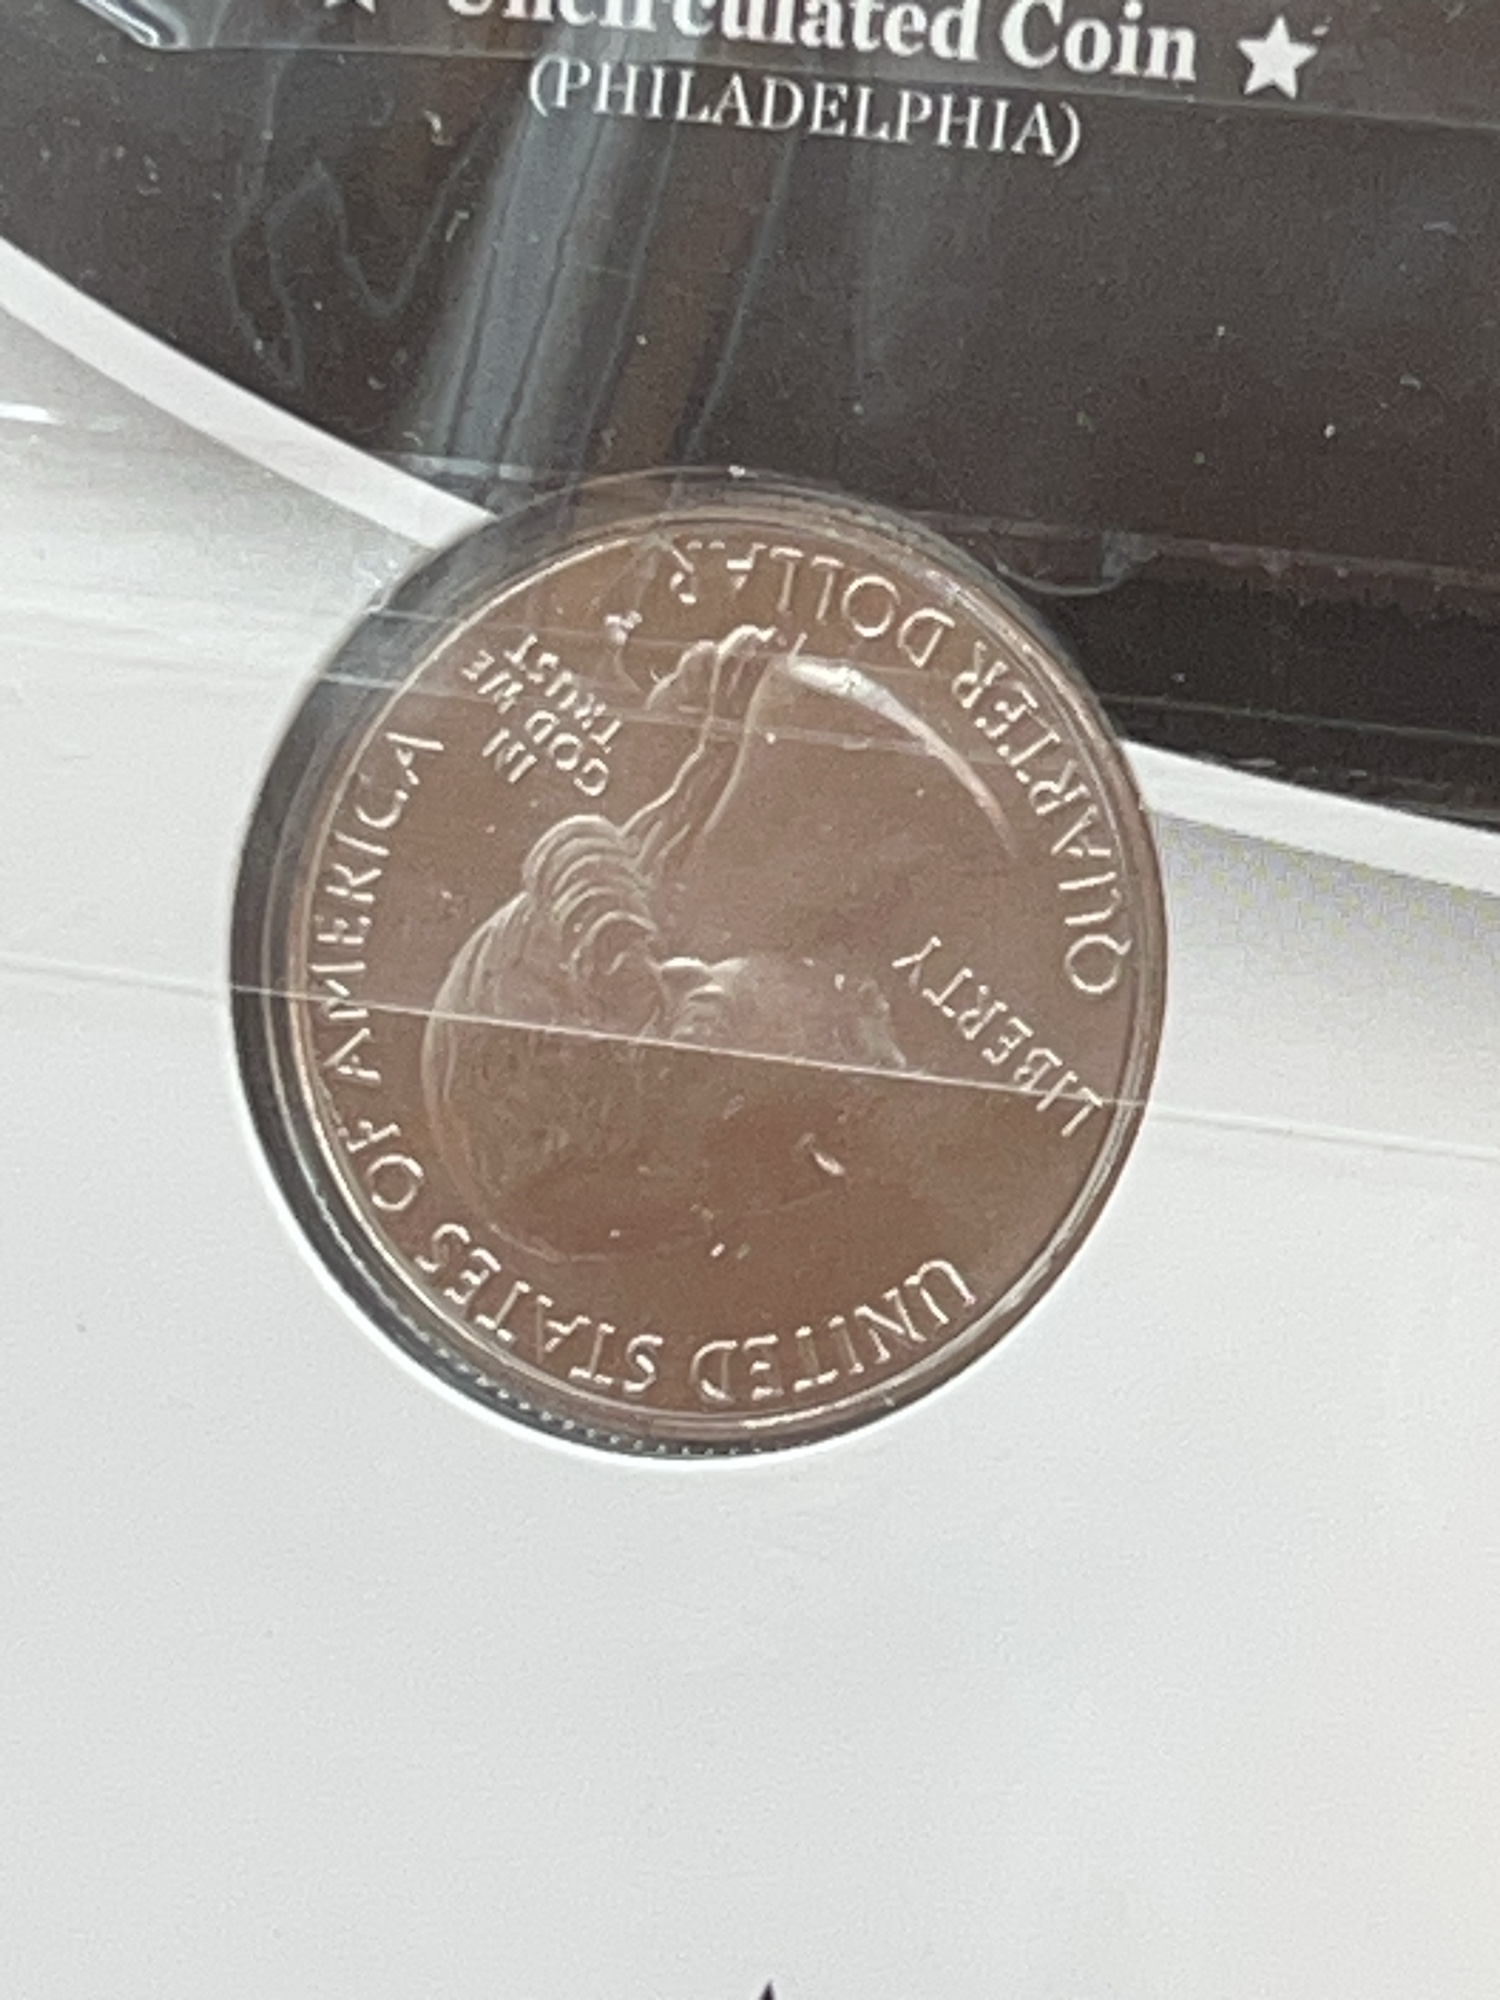 Uncirculated Coin
(PHILADELPHIA)
UNITED STATES OF AMERICA
LIBERTY
IN
GOD WE
TRUST
QUARTER DOLLAR